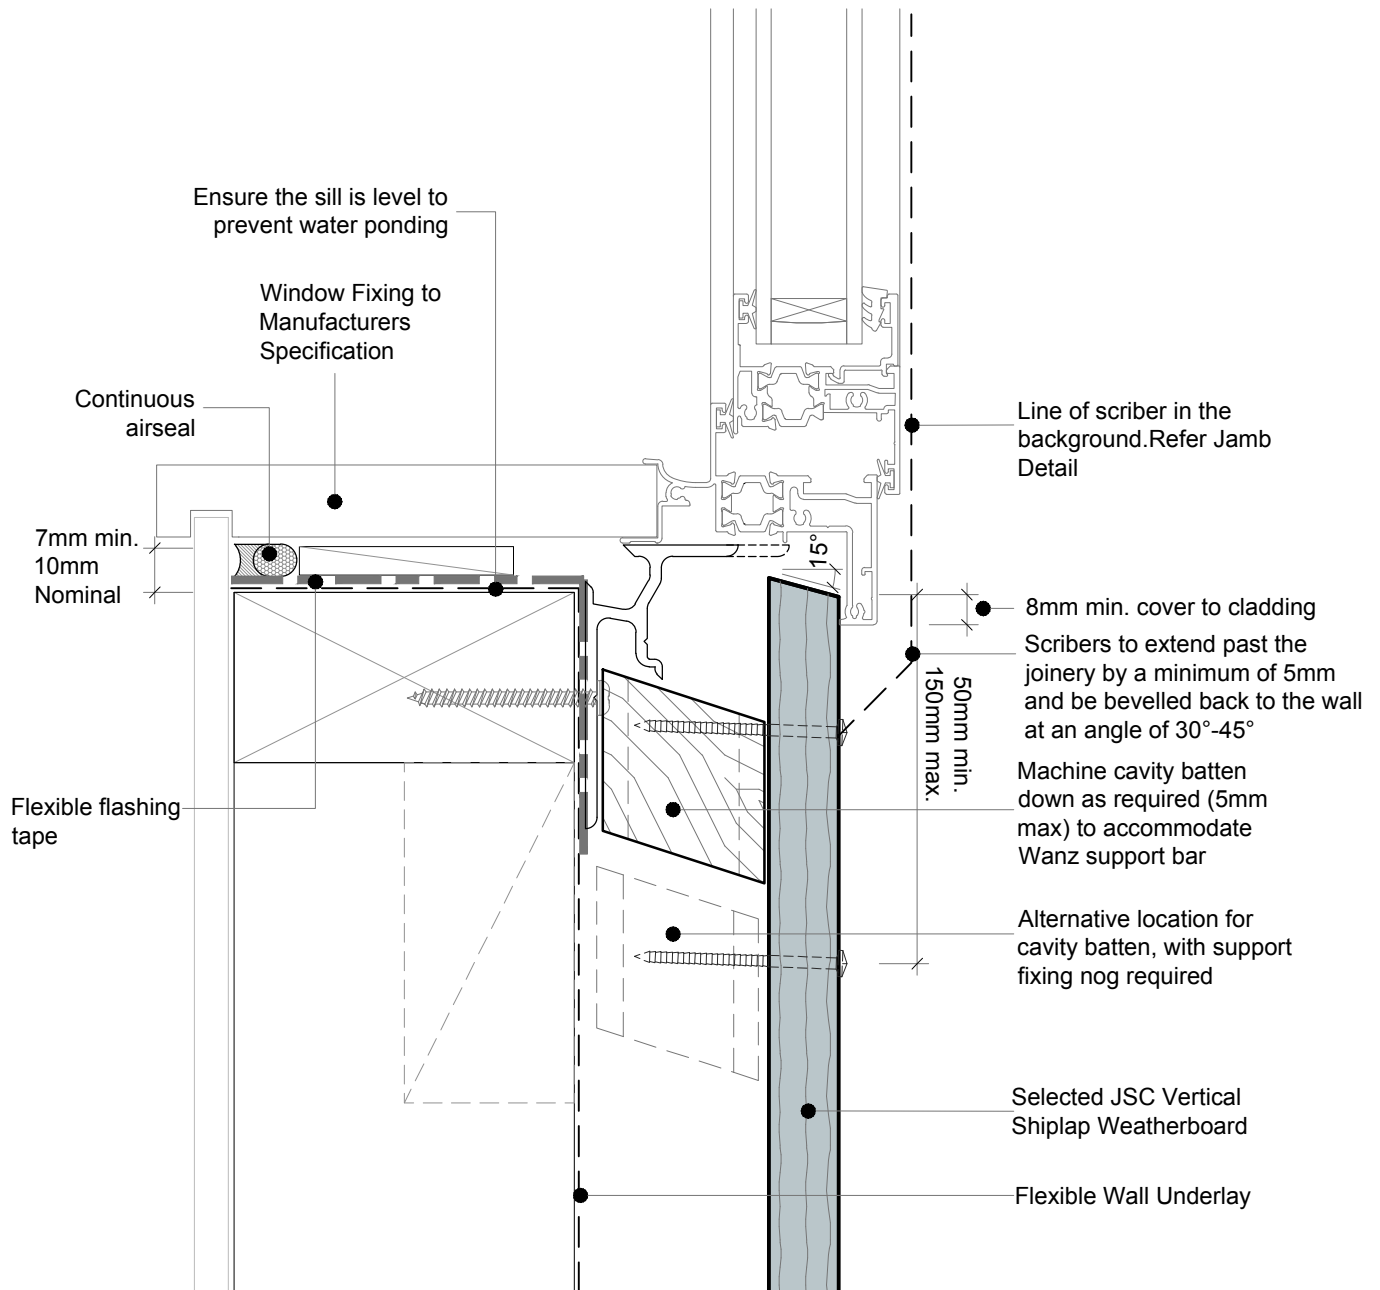 Ensure the sill is level to
prevent water ponding
Window Fixing to
Manufacturers
Specification
Continuous
airseal
7mm min.
10mm
Nominal
Flexible flashing
tape
15°
Line of scriber in the
background.Refer Jamb
Detail
8mm min. cover to cladding
Scribers to extend past the
joinery by a minimum of 5mm
and be bevelled back to the wall
at an angle of 30°-45°
50mm min.
150mm max.
Machine cavity batten
down as required (5mm
max) to accommodate
Wanz support bar
Alternative location for
cavity batten, with support
fixing nog required
Selected JSC Vertical
Shiplap Weatherboard
Flexible Wall Underlay